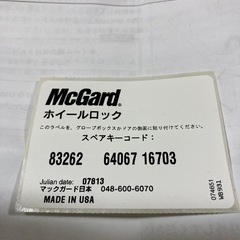 McGard®
ホイールロック
このラベルを、グローブボックスかドアの側面に貼り付けてください。
スペアキーコード：
83262 64067 16703
Julian date: 07813
マックガード日本 048-600-6070
MADE IN USA
074651
WB931